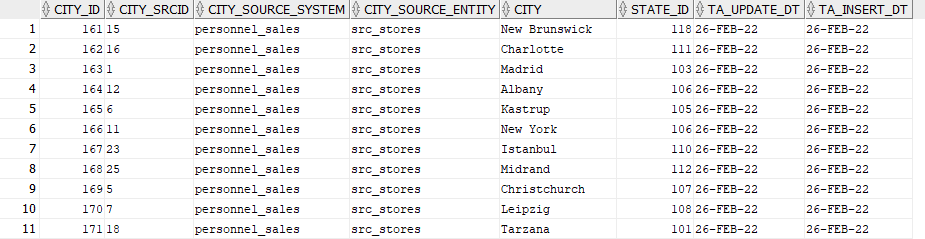 CITY_ID CITY_SRCID CITY_SOURCE_SYSTEM CITY_SOURCE_ENTITY CITY STATE_ID TA_UPDATE_DT TA_INSERT_DT
1 161 15 personnel_sales src_stores New Brunswick 118 26-FEB-22 26-FEB-22
2 162 16 personnel_sales src_stores Charlotte 111 26-FEB-22 26-FEB-22
3 163 1 personnel_sales src_stores Madrid 103 26-FEB-22 26-FEB-22
4 164 12 personnel_sales src_stores Albany 106 26-FEB-22 26-FEB-22
5 165 6 personnel_sales src_stores Kastrup 105 26-FEB-22 26-FEB-22
6 166 11 personnel_sales src_stores New York 106 26-FEB-22 26-FEB-22
7 167 23 personnel_sales src_stores Istanbul 110 26-FEB-22 26-FEB-22
8 168 25 personnel_sales src_stores Midrand 112 26-FEB-22 26-FEB-22
9 169 5 personnel_sales src_stores Christchurch 107 26-FEB-22 26-FEB-22
10 170 7 personnel_sales src_stores Leipzig 108 26-FEB-22 26-FEB-22
11 171 18 personnel_sales src_stores Tarzana 101 26-FEB-22 26-FEB-22